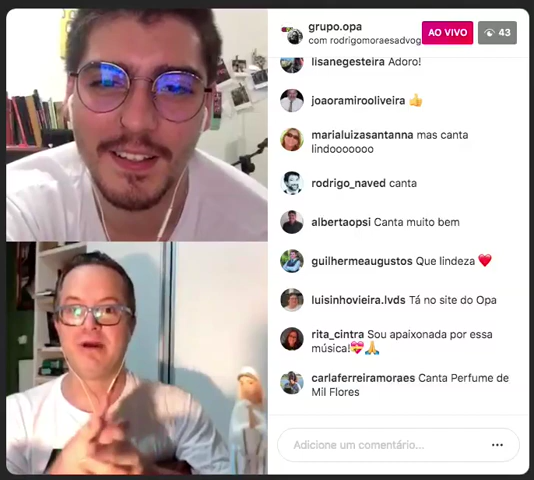 grupo.opa
com rodrigomoraesadvog
AO VIVO
43
lisanegesteira Adoro!
joaoramirooliveira 👍
marialuizasantanna mas canta
lindooooooo
rodrigo_naved canta
albertaopsi Canta muito bem
guilhermeaugustos Que lindeza ❤️
luisinhovieira.lvds Tá no site do Opa
rita_cintra Sou apaixonada por essa
música!💝🙏
carlaferreiramoraes Canta Perfume de
Mil Flores
Adicione um comentário...